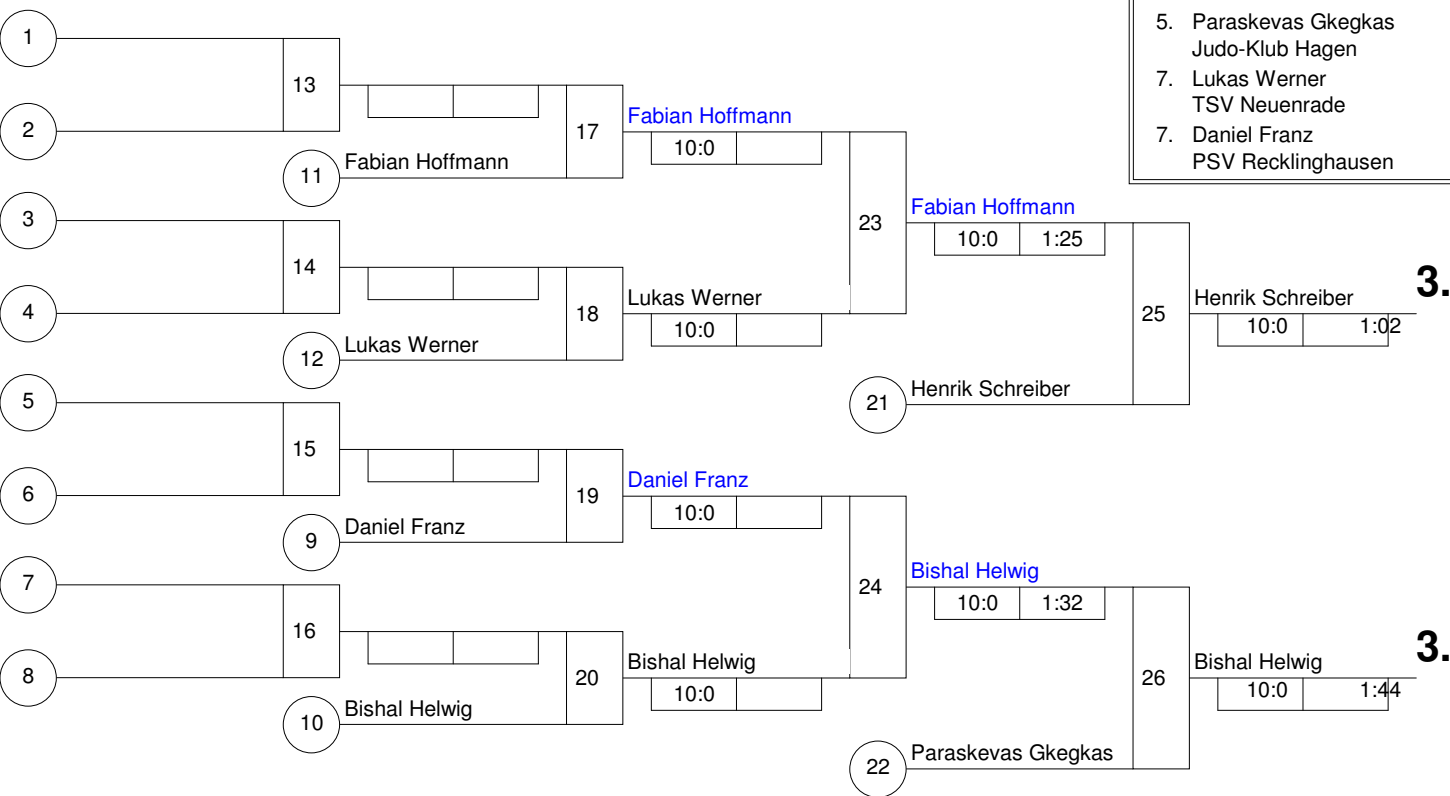 5. Paraskevas Gkegkas
Judo-Klub Hagen
7. Lukas Werner
TSV Neuenrade
7. Daniel Franz
PSV Recklinghausen
1
13
2
17
Fabian Hoffmann
10:0
11
Fabian Hoffmann
3
23
Fabian Hoffmann
10:0 1:25
14
4
18
Lukas Werner
10:0
12
Lukas Werner
25
Henrik Schreiber
10:0 1:02
3.
5
21
Henrik Schreiber
15
6
19
Daniel Franz
10:0
9
Daniel Franz
7
24
Bishal Helwig
10:0 1:32
16
8
20
Bishal Helwig
10:0
10
Bishal Helwig
26
Bishal Helwig
10:0 1:44
3.
22
Paraskevas Gkegkas